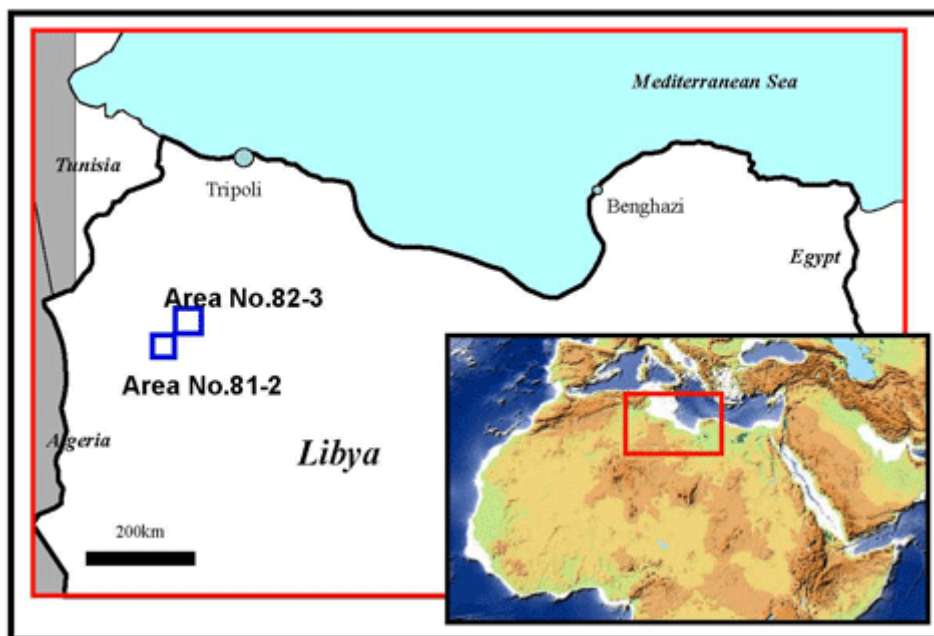 Mediterranean Sea
Tunisia
Tripoli
Benghazi
Egypt
Area No.82-3
Area No.81-2
Algeria
Libya
200km